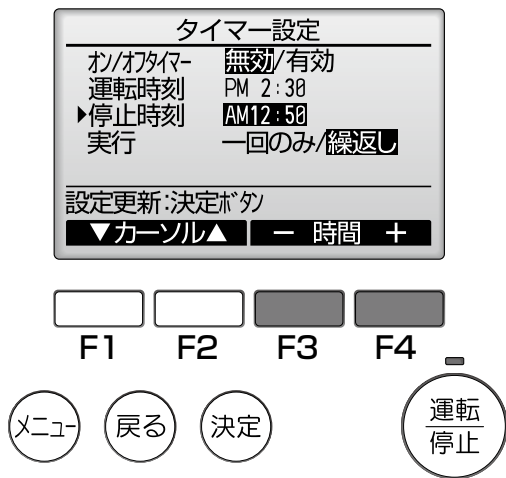 タイマー設定
オン/オフタイマー 無効/有効
運転時刻 PM 2:30
▶停止時刻 AM12:50
実行 一回のみ/繰返し
設定更新:決定ボタン
▼カーソル▲ − 時間 +
F1 F2 F3 F4
メニュー 戻る 決定 運転
停止